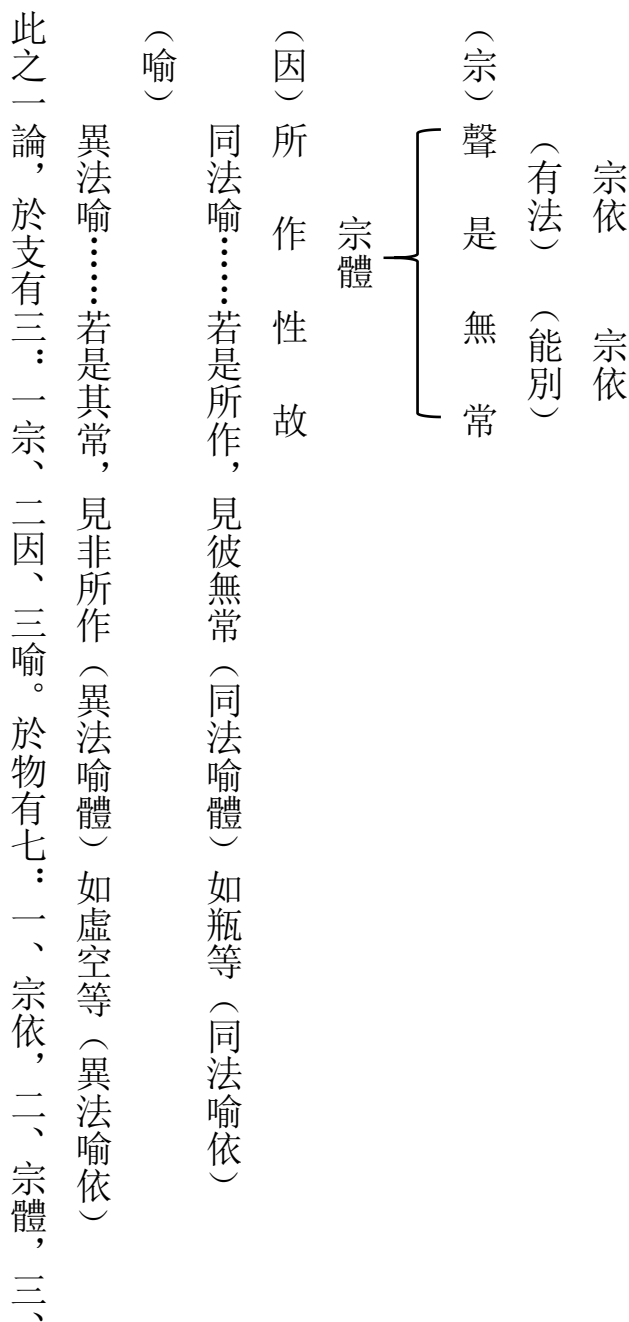 宗依　宗依
（有法）（能別）
（宗）聲是無常
宗體
（因）所作性故
同法喻……若是所作，見彼無常（同法喻體）如瓶等（同法喻依）
（喻）
異法喻……若是其常，見非所作（異法喻體）如虛空等（異法喻依）
此之一論，於支有三：一宗、二因、三喻。於物有七：一、宗依，二、宗體，三、